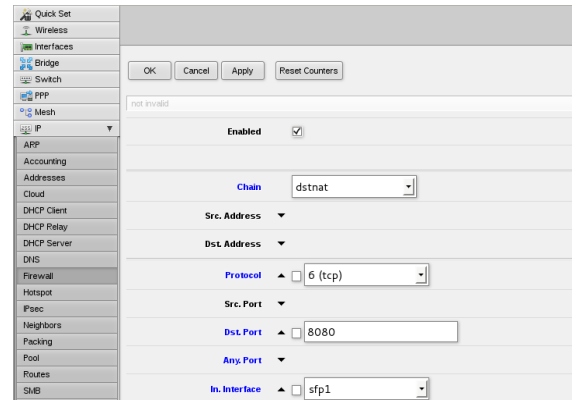 Quick Set
Wireless
Interfaces
Bridge
Switch
PPP
Mesh
IP
ARP
Accounting
Addresses
Cloud
DHCP Client
DHCP Relay
DHCP Server
DNS
Firewall
Hotspot
IPsec
Neighbors
Packing
Pool
Routes
SMB
OK Cancel Apply Reset Counters
not invalid
Enabled
Chain dstnat
Src. Address
Dst. Address
Protocol 6 (tcp)
Src. Port
Dst. Port 8080
Any. Port
In. Interface sfp1